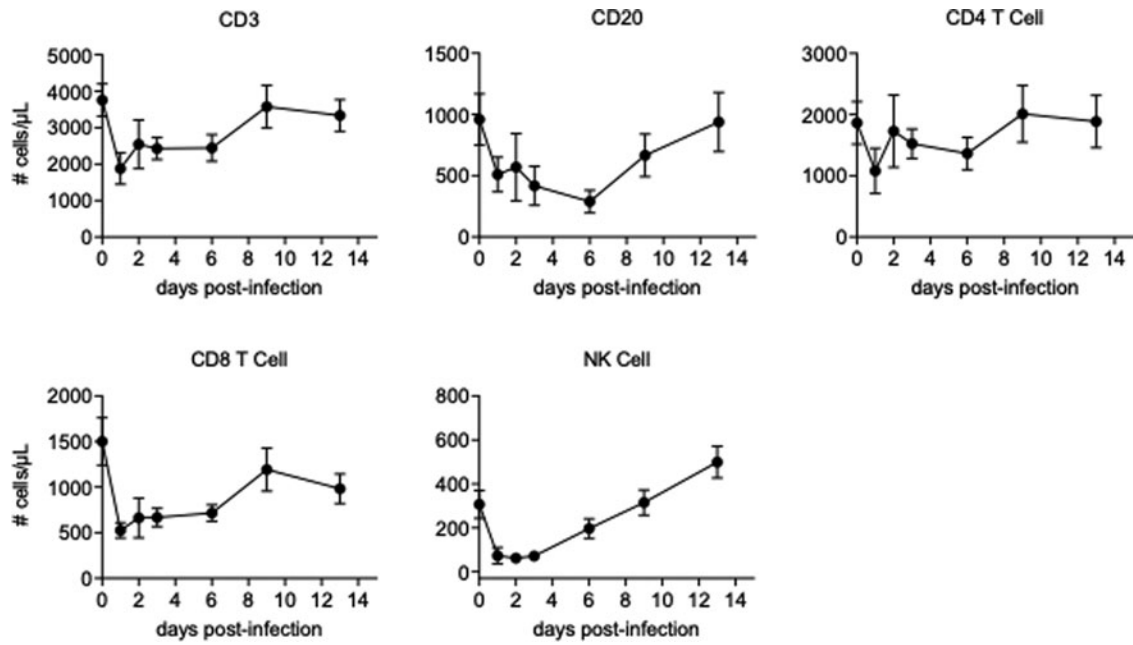 CD3
5000
4000
3000
2000
1000
0
# cells/µL
0 2 4 6 8 10 12 14
days post-infection
CD20
1500
1000
500
0
0 2 4 6 8 10 12 14
days post-infection
CD4 T Cell
3000
2000
1000
0
0 2 4 6 8 10 12 14
days post-infection
CD8 T Cell
2000
1500
1000
500
0
# cells/µL
0 2 4 6 8 10 12 14
days post-infection
NK Cell
800
600
400
200
0
0 2 4 6 8 10 12 14
days post-infection